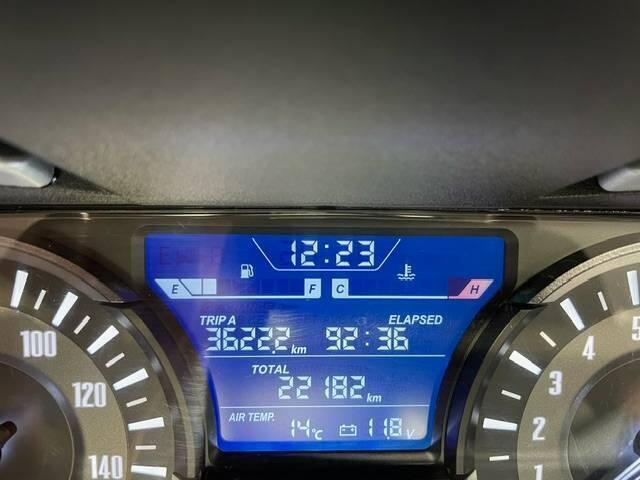 12:23
E F C H
TRIP A ELAPSED
3622.2 km 92:36
TOTAL
22182 km
AIR TEMP. 14°C 11.8 V
100
120
140
5
4
3
2
1